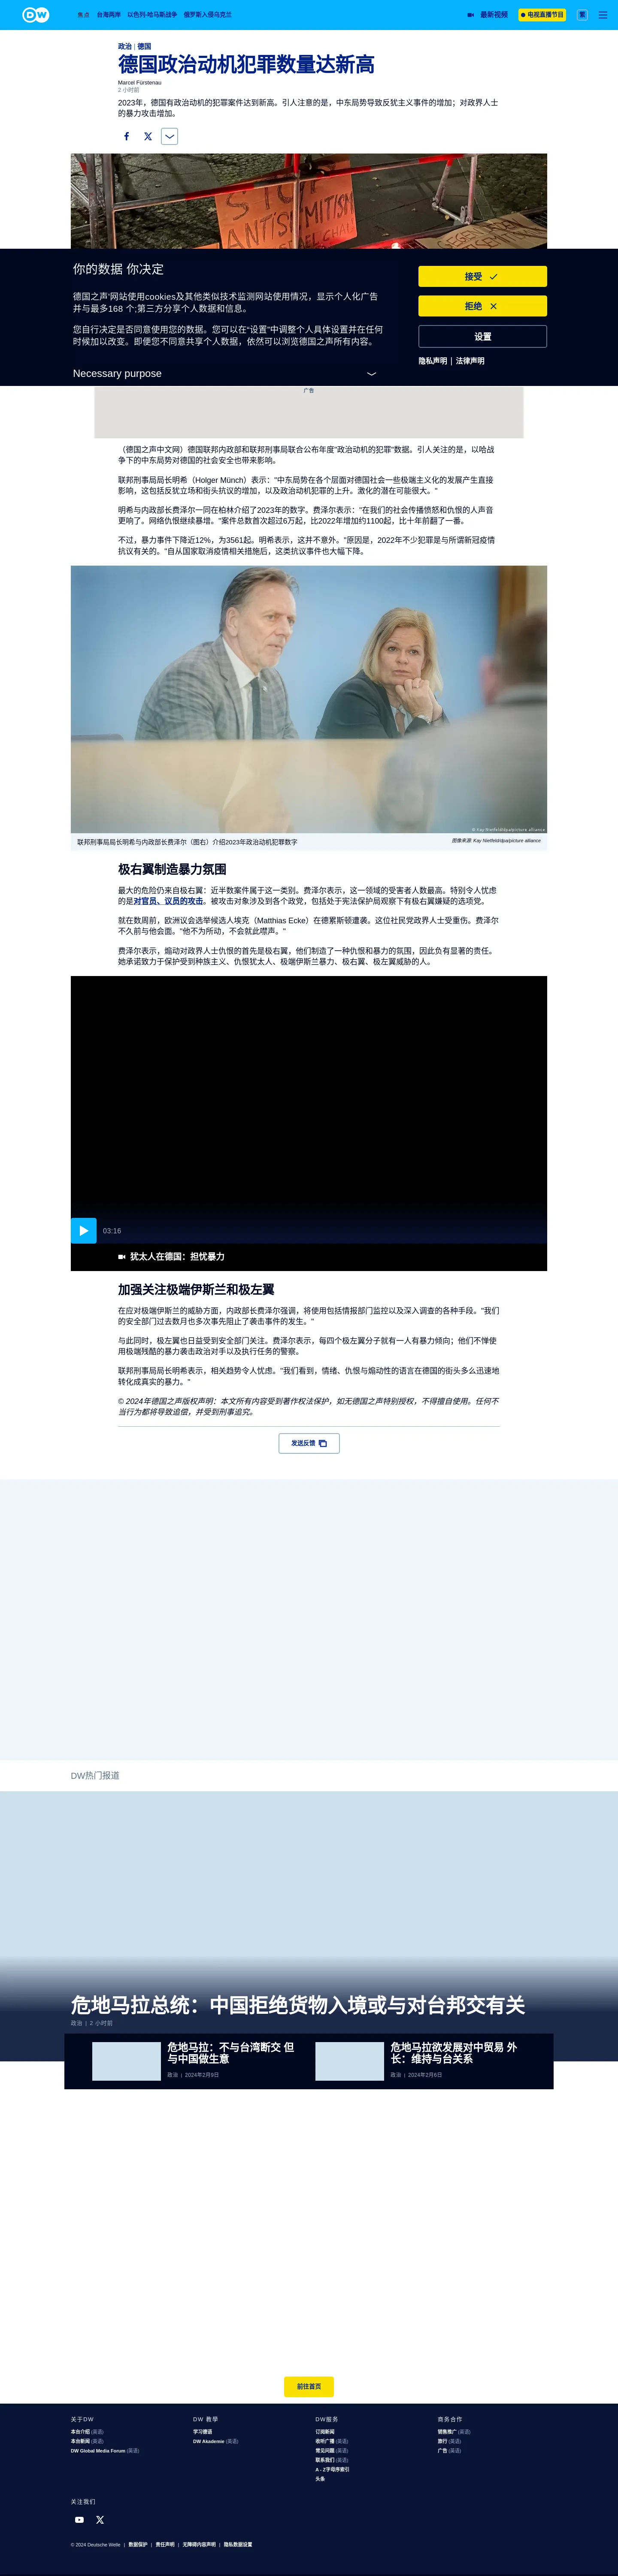 DW
焦点 台海两岸 以色列-哈马斯战争 俄罗斯入侵乌克兰 最新视频 电视直播节目 繁
政治 | 德国
德国政治动机犯罪数量达新高
Marcel Fürstenau
2 小时前
2023年，德国有政治动机的犯罪案件达到新高。引人注意的是，中东局势导致反犹主义事件的增加；对政界人士
的暴力攻击增加。
STOP
ANTISEMITISM
你的数据 你决定
德国之声'网站使用cookies及其他类似技术监测网站使用情况，显示个人化广告
并与最多168 个;第三方分享个人数据和信息。
您自行决定是否同意使用您的数据。您可以在“设置”中调整个人具体设置并在任何
时候加以改变。即便您不同意共享个人数据，依然可以浏览德国之声所有内容。
Necessary purpose
接受
拒绝
设置
隐私声明 | 法律声明
广告
（德国之声中文网）德国联邦内政部和联邦刑事局联合公布年度"政治动机的犯罪"数据。引人关注的是，以哈战
争下的中东局势对德国的社会安全也带来影响。
联邦刑事局局长明希（Holger Münch）表示："中东局势在各个层面对德国社会一些极端主义化的发展产生直接
影响，这包括反犹立场和街头抗议的增加，以及政治动机犯罪的上升。激化的潜在可能很大。"
明希与内政部长费泽尔一同在柏林介绍了2023年的数字。费泽尔表示："在我们的社会传播愤怒和仇恨的人声音
更响了。网络仇恨继续暴增。"案件总数首次超过6万起，比2022年增加约1100起，比十年前翻了一番。
不过，暴力事件下降近12%，为3561起。明希表示，这并不意外。"原因是，2022年不少犯罪是与所谓新冠疫情
抗议有关的。"自从国家取消疫情相关措施后，这类抗议事件也大幅下降。
© Kay Nietfeld/dpa/picture alliance
联邦刑事局局长明希与内政部长费泽尔（图右）介绍2023年政治动机犯罪数字
图像来源: Kay Nietfeld/dpa/picture alliance
极右翼制造暴力氛围
最大的危险仍来自极右翼：近半数案件属于这一类别。费泽尔表示，这一领域的受害者人数最高。特别令人忧虑
的是对官员、议员的攻击。被攻击对象涉及到各个政党，包括处于宪法保护局观察下有极右翼嫌疑的选项党。
就在数周前，欧洲议会选举候选人埃克（Matthias Ecke）在德累斯顿遭袭。这位社民党政界人士受重伤。费泽尔
不久前与他会面。"他不为所动，不会就此噤声。"
费泽尔表示，煽动对政界人士仇恨的首先是极右翼，他们制造了一种仇恨和暴力的氛围，因此负有显著的责任。
她承诺致力于保护受到种族主义、仇恨犹太人、极端伊斯兰暴力、极右翼、极左翼威胁的人。
03:16
犹太人在德国：担忧暴力
加强关注极端伊斯兰和极左翼
在应对极端伊斯兰的威胁方面，内政部长费泽尔强调，将使用包括情报部门监控以及深入调查的各种手段。"我们
的安全部门过去数月也多次事先阻止了袭击事件的发生。"
与此同时，极左翼也日益受到安全部门关注。费泽尔表示，每四个极左翼分子就有一人有暴力倾向；他们不惮使
用极端残酷的暴力袭击政治对手以及执行任务的警察。
联邦刑事局局长明希表示，相关趋势令人忧虑。"我们看到，情绪、仇恨与煽动性的语言在德国的街头多么迅速地
转化成真实的暴力。"
© 2024年德国之声版权声明：本文所有内容受到著作权法保护，如无德国之声特别授权，不得擅自使用。任何不
当行为都将导致追偿，并受到刑事追究。
发送反馈
DW热门报道
危地马拉总统：中国拒绝货物入境或与对台邦交有关
政治 | 2 小时前
危地马拉：不与台湾断交 但
与中国做生意
政治 | 2024年2月9日
危地马拉欲发展对中贸易 外
长：维持与台关系
政治 | 2024年2月6日
前往首页
关于DW
本台介绍 (英语)
本台新闻 (英语)
DW Global Media Forum (英语)
DW 教学
学习德语
DW Akademie (英语)
DW服务
订阅新闻
收听广播 (英语)
常见问题 (英语)
联系我们 (英语)
A - Z字母序索引
头条
商务合作
销售推广 (英语)
旅行 (英语)
广告 (英语)
关注我们
© 2024 Deutsche Welle | 数据保护 | 责任声明 | 无障碍内容声明 | 隐私数据设置